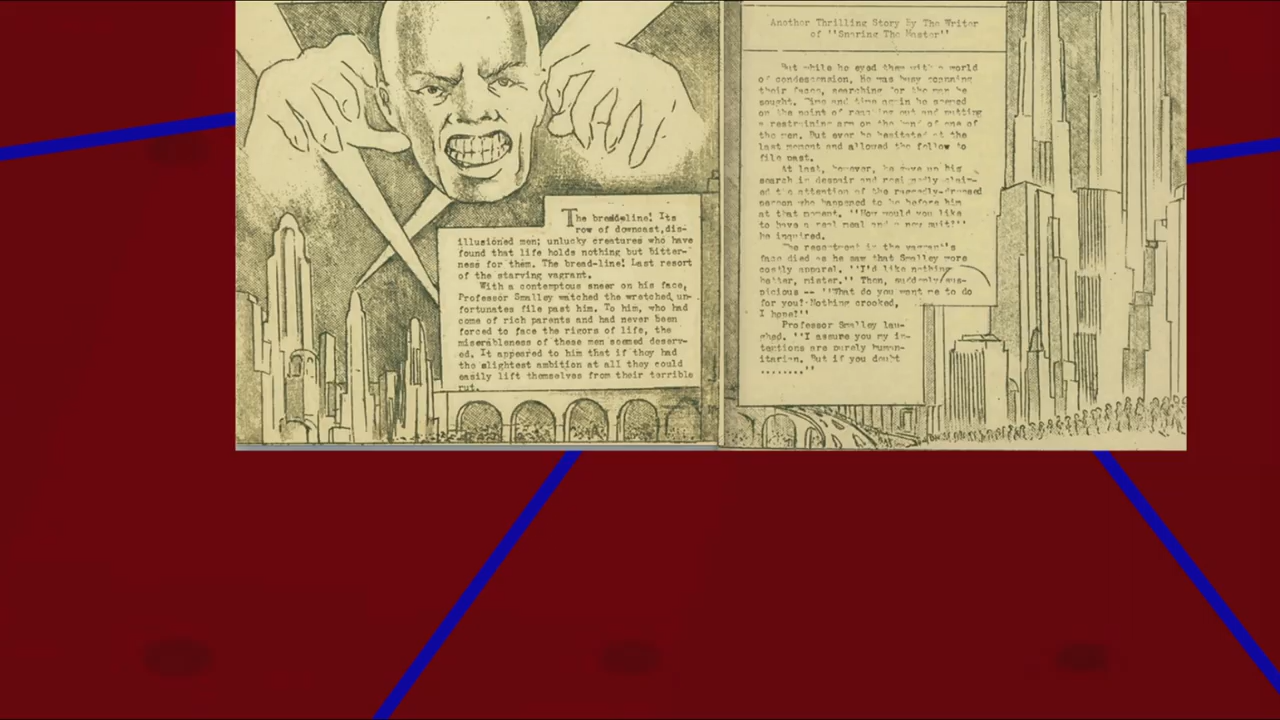 The breadline! Its
row of downcast,dis-
illusioned men; unlucky creatures who have
found that life holds nothing but bitter-
ness for them. The bread-line! Last resort
of the starving vagrant.
With a contemptous sneer on his face,
Professor Smalley watched the wretched un-
fortunates file past him. To him, who had
come of rich parents and had never been
forced to face the rigors of life, the
miserableness of these men seemed deserv-
ed. It appeared to him that if they had
the slightest ambition at all they could
easily lift themselves from their terrible
rut.
Another Thrilling Story By The Writer
of ''Snaring The Master''
But while he eyed them with a world
of condescension, He was busy scanning
their faces, searching for the man he
sought. Time and time again he seemed
on the point of reaching out and putting
a restraining arm on the hand of one of
the men. But ever he hesitated at the
last moment and allowed the fellow to
file past.
At last, however, he gave up his
search in despair and
ed the attention of the raggedly-dressed
person who happened to be before him
at that moment. ''How would you like
to have a real meal and a new suit?''
he inquired.
The resentment in the vagrant's
face died as he saw that Smalley wore
costly apparel. ''I'd like nothing
better, mister.'' Then, suddenly sus-
picious -- ''What do you want me to do
for you? Nothing crooked,
I hope!''
Professor Smalley lau-
ghed. ''I assure you my in-
tentions are purely human-
itarian. But if you doubt
........''